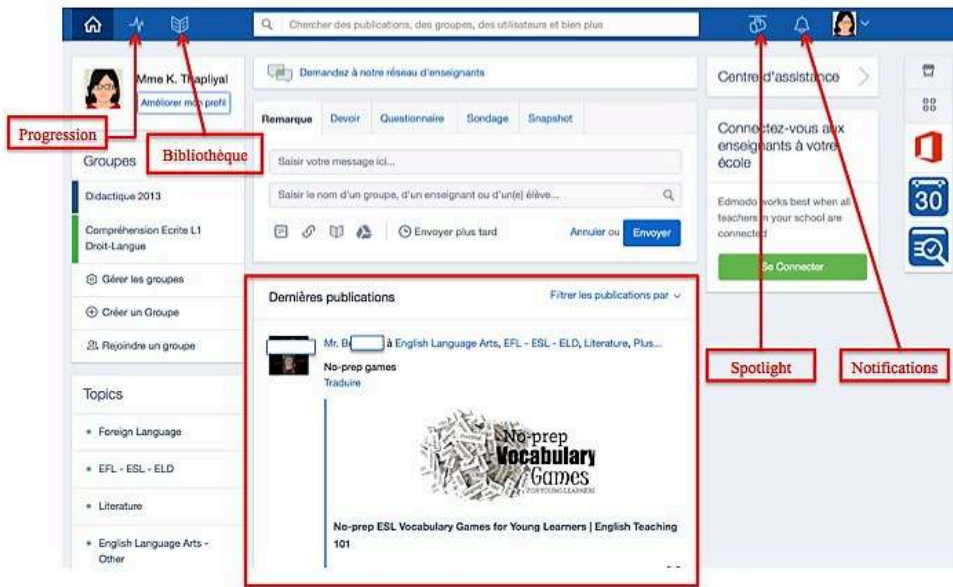 Chercher des publications, des groupes, des utilisateurs et bien plus
Mme K. Thapliyal
Améliorer mon profil
Progression
Bibliothèque
Groupes
Didactique 2013
Compréhension Ecrite L1
Droit-Langue
Gérer les groupes
Créer un Groupe
Rejoindre un groupe
Topics
Foreign Language
EFL - ESL - ELD
Literature
English Language Arts -
Other
Demandez à notre réseau d'enseignants
Remarque Devoir Questionnaire Sondage Snapshot
Saisir votre message ici...
Saisir le nom d'un groupe, d'un enseignant ou d'un(e) élève...
Envoyer plus tard Annuler ou Envoyer
Dernières publications Filtrer les publications par
Mr. B à English Language Arts, EFL - ESL - ELD, Literature, Plus...
No-prep games
Traduire
No-prep
Vocabulary
Games
FOR YOUNG LEARNERS
No-prep ESL Vocabulary Games for Young Learners | English Teaching
101
Centre d'assistance
Connectez-vous aux
enseignants à votre
école
Edmodo works best when all
teachers in your school are
connected
Se Connecter
Spotlight
Notifications
30